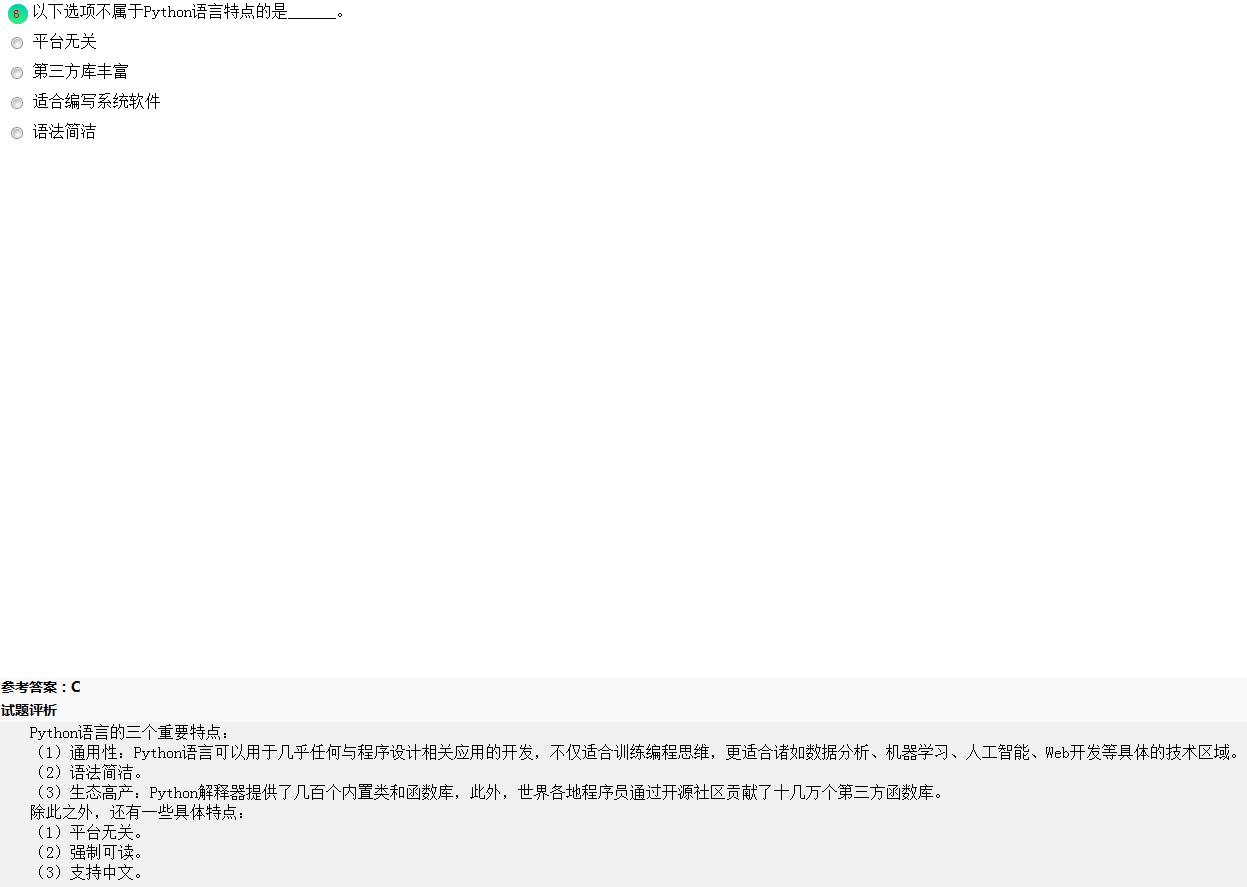 6 以下选项不属于Python语言特点的是______。
平台无关
第三方库丰富
适合编写系统软件
语法简洁
参考答案：C
试题评析
Python语言的三个重要特点：
（1）通用性：Python语言可以用于几乎任何与程序设计相关应用的开发，不仅适合训练编程思维，更适合诸如数据分析、机器学习、人工智能、Web开发等具体的技术区域。
（2）语法简洁。
（3）生态高产：Python解释器提供了几百个内置类和函数库，此外，世界各地程序员通过开源社区贡献了十几万个第三方函数库。
除此之外，还有一些具体特点：
（1）平台无关。
（2）强制可读。
（3）支持中文。